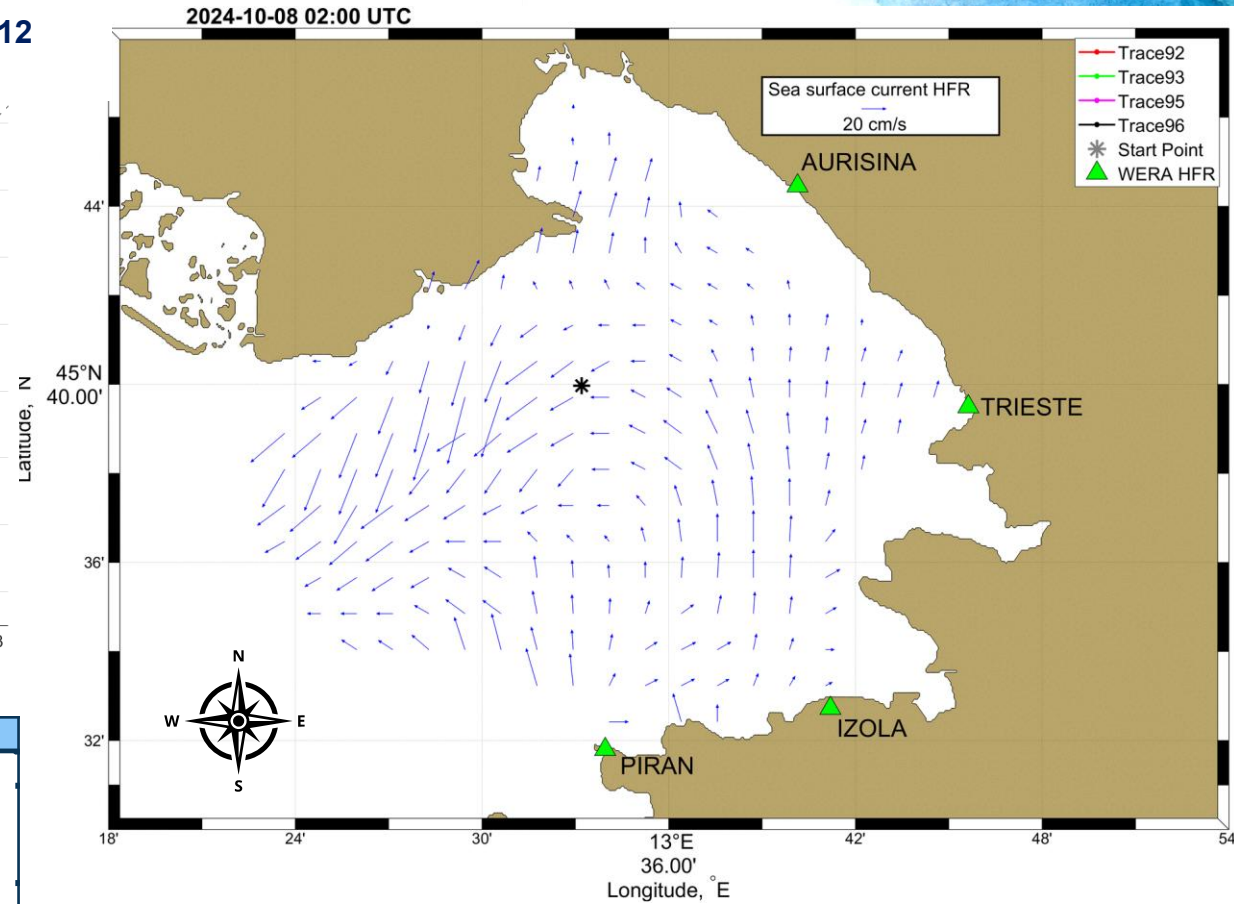 12
2024-10-08 02:00 UTC
Trace92
Trace93
Trace95
Trace96
Start Point
WERA HFR
Sea surface current HFR
20 cm/s
AURISINA
44'
45°N
40.00'
TRIESTE
Latitude, N
36'
3
N
W
E
S
IZOLA
32'
PIRAN
18'
24'
30'
13°E
36.00'
42'
48'
54
Longitude, °E